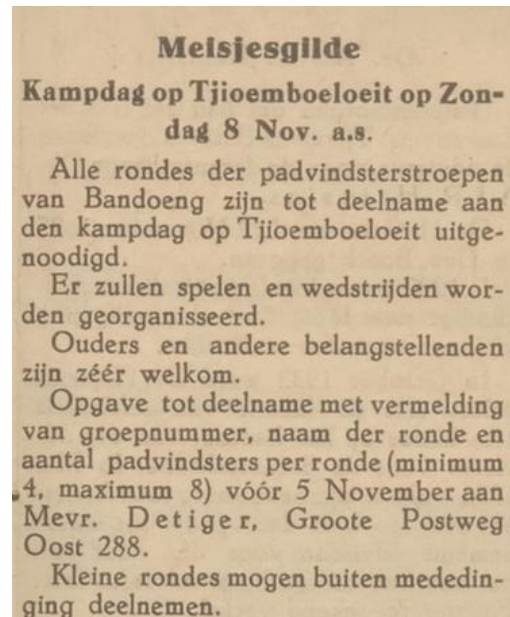 Meisjesgilde
Kampdag op Tjioemboeloeit op Zon-
dag 8 Nov. a.s.
Alle rondes der padvindsterstroepen
van Bandoeng zijn tot deelname aan
den kampdag op Tjioemboeloeit uitge-
noodigd.
Er zullen spelen en wedstrijden wor-
den georganisseerd.
Ouders en andere belangstellenden
zijn zéér welkom.
Opgave tot deelname met vermelding
van groepnummer, naam der ronde en
aantal padvindsters per ronde (minimum
4, maximum 8) vóór 5 November aan
Mevr. Detiger, Groote Postweg
Oost 288.
Kleine rondes mogen buiten mededin-
ging deelnemen.